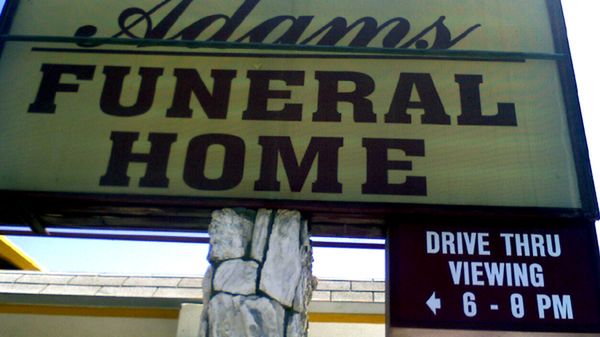 Adams
FUNERAL
HOME
DRIVE THRU
VIEWING
← 6 - 8 PM